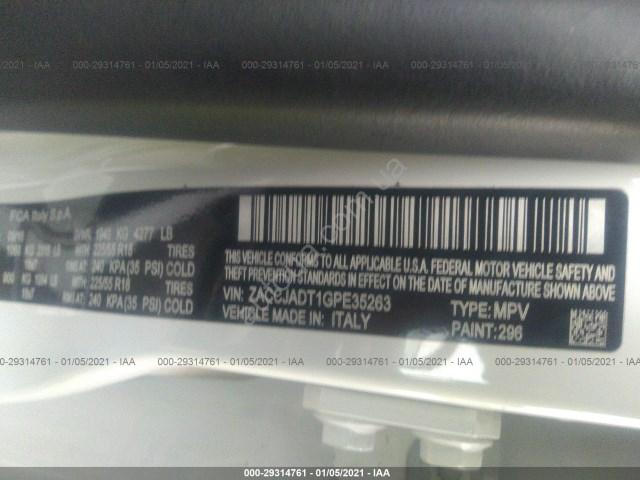 000-29314761 - 01/05/2021 - IAA
000-29314761 - 01/05/2021 - IAA
000-29314761 - 01/05/2021 - IAA
FCA Italy S.p.A
KG 4277 LB
225/55 R18 TIRES
240 KPA(35 PSI) COLD
225/55 R18 TIRES
240 KPA(35 PSI) COLD
THIS VEHICLE CONFORMS TO ALL APPLICABLE U.S.A. FEDERAL MOTOR VEHICLE SAFETY
AND THEFT PREVENTION STANDARDS IN EFFECT ON THE DATE OF MANUFACTURE SHOWN ABOVE
VIN: ZACCJADT1GPE35263 TYPE: MPV
VEHICLE MADE IN: ITALY PAINT:296
000-29314761 - 01/05/2021 - IAA
000-29314761 - 01/05/2021 - IAA
000-29314761 - 01/05/2021 - IAA
000-29314761 - 01/05/2021 - IAA